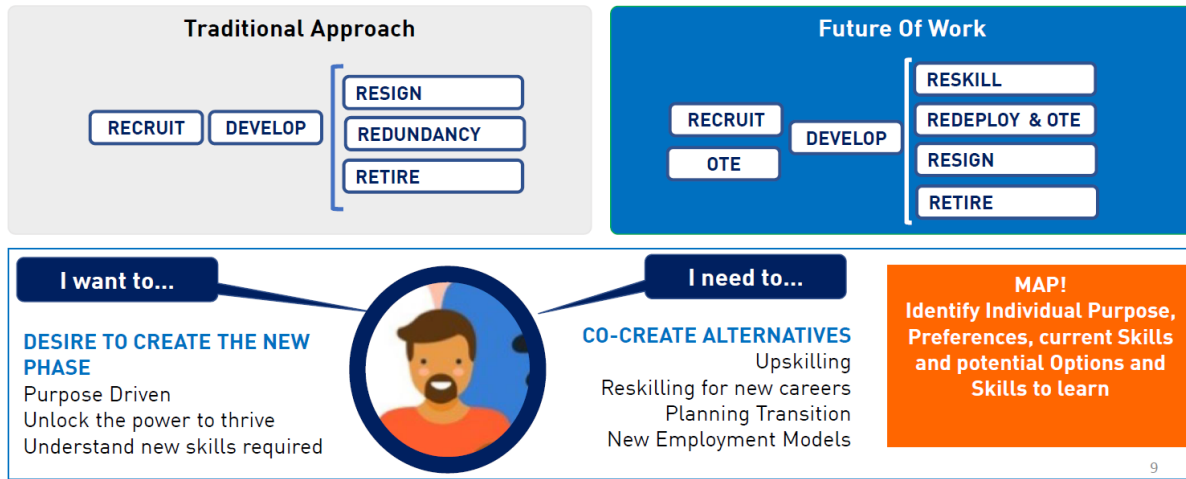 Traditional Approach
RECRUIT
DEVELOP
RESIGN
REDUNDANCY
RETIRE
Future Of Work
RECRUIT
OTE
DEVELOP
RESKILL
REDEPLOY & OTE
RESIGN
RETIRE
I want to...
DESIRE TO CREATE THE NEW
PHASE
Purpose Driven
Unlock the power to thrive
Understand new skills required
I need to...
CO-CREATE ALTERNATIVES
Upskilling
Reskilling for new careers
Planning Transition
New Employment Models
MAP!
Identify Individual Purpose,
Preferences, current Skills
and potential Options and
Skills to learn
9